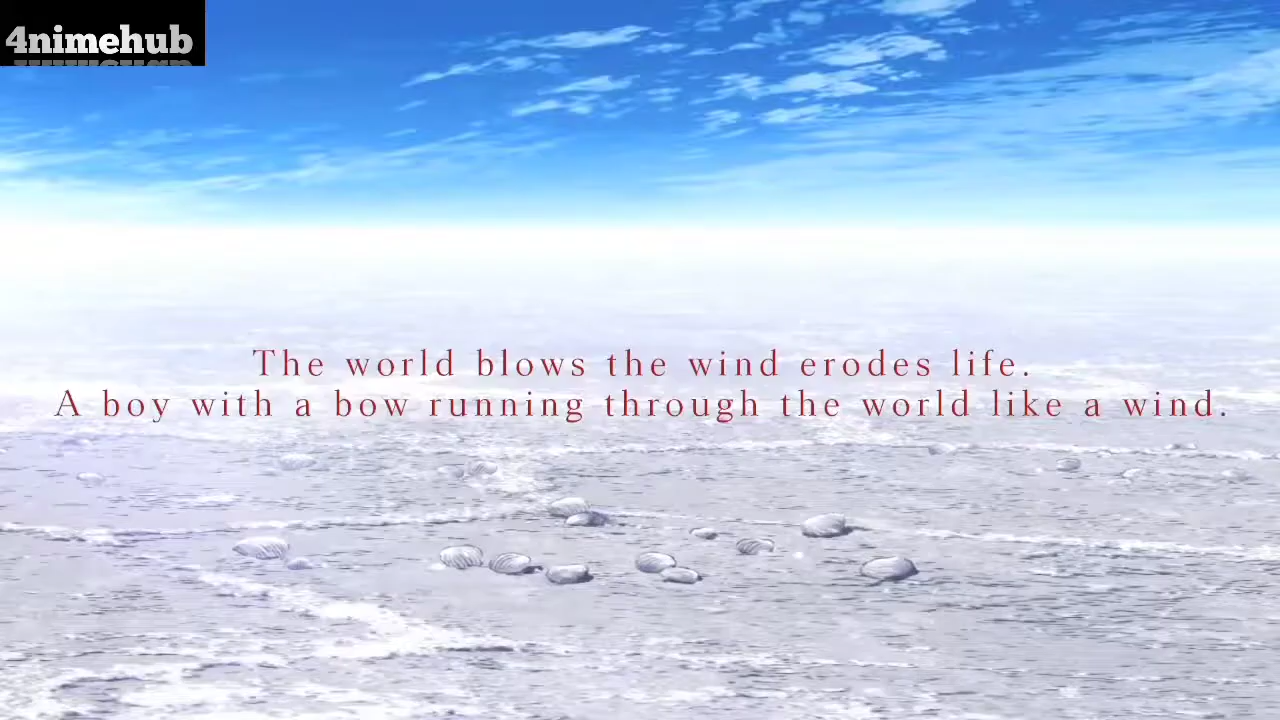 4nimehub
The world blows the wind erodes life.
A boy with a bow running through the world like a wind.